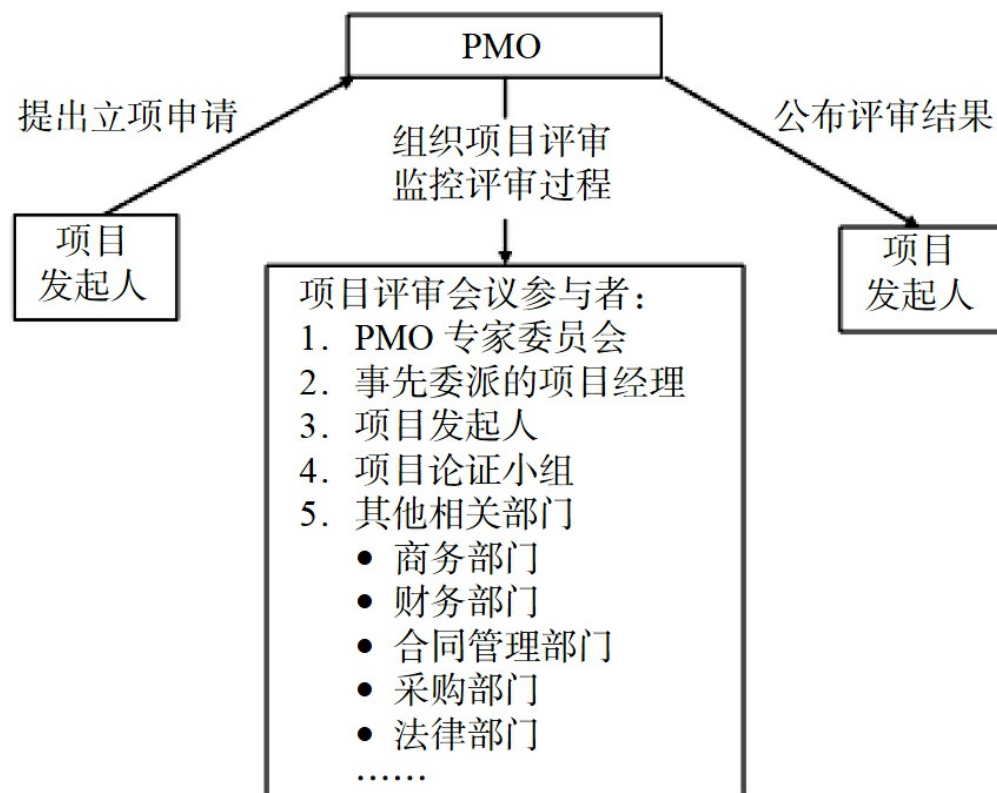 PMO
提出立项申请
公布评审结果
组织项目评审
监控评审过程
项目
发起人
项目
发起人
项目评审会议参与者：
1．PMO 专家委员会
2．事先委派的项目经理
3．项目发起人
4．项目论证小组
5．其他相关部门
● 商务部门
● 财务部门
● 合同管理部门
● 采购部门
● 法律部门
……